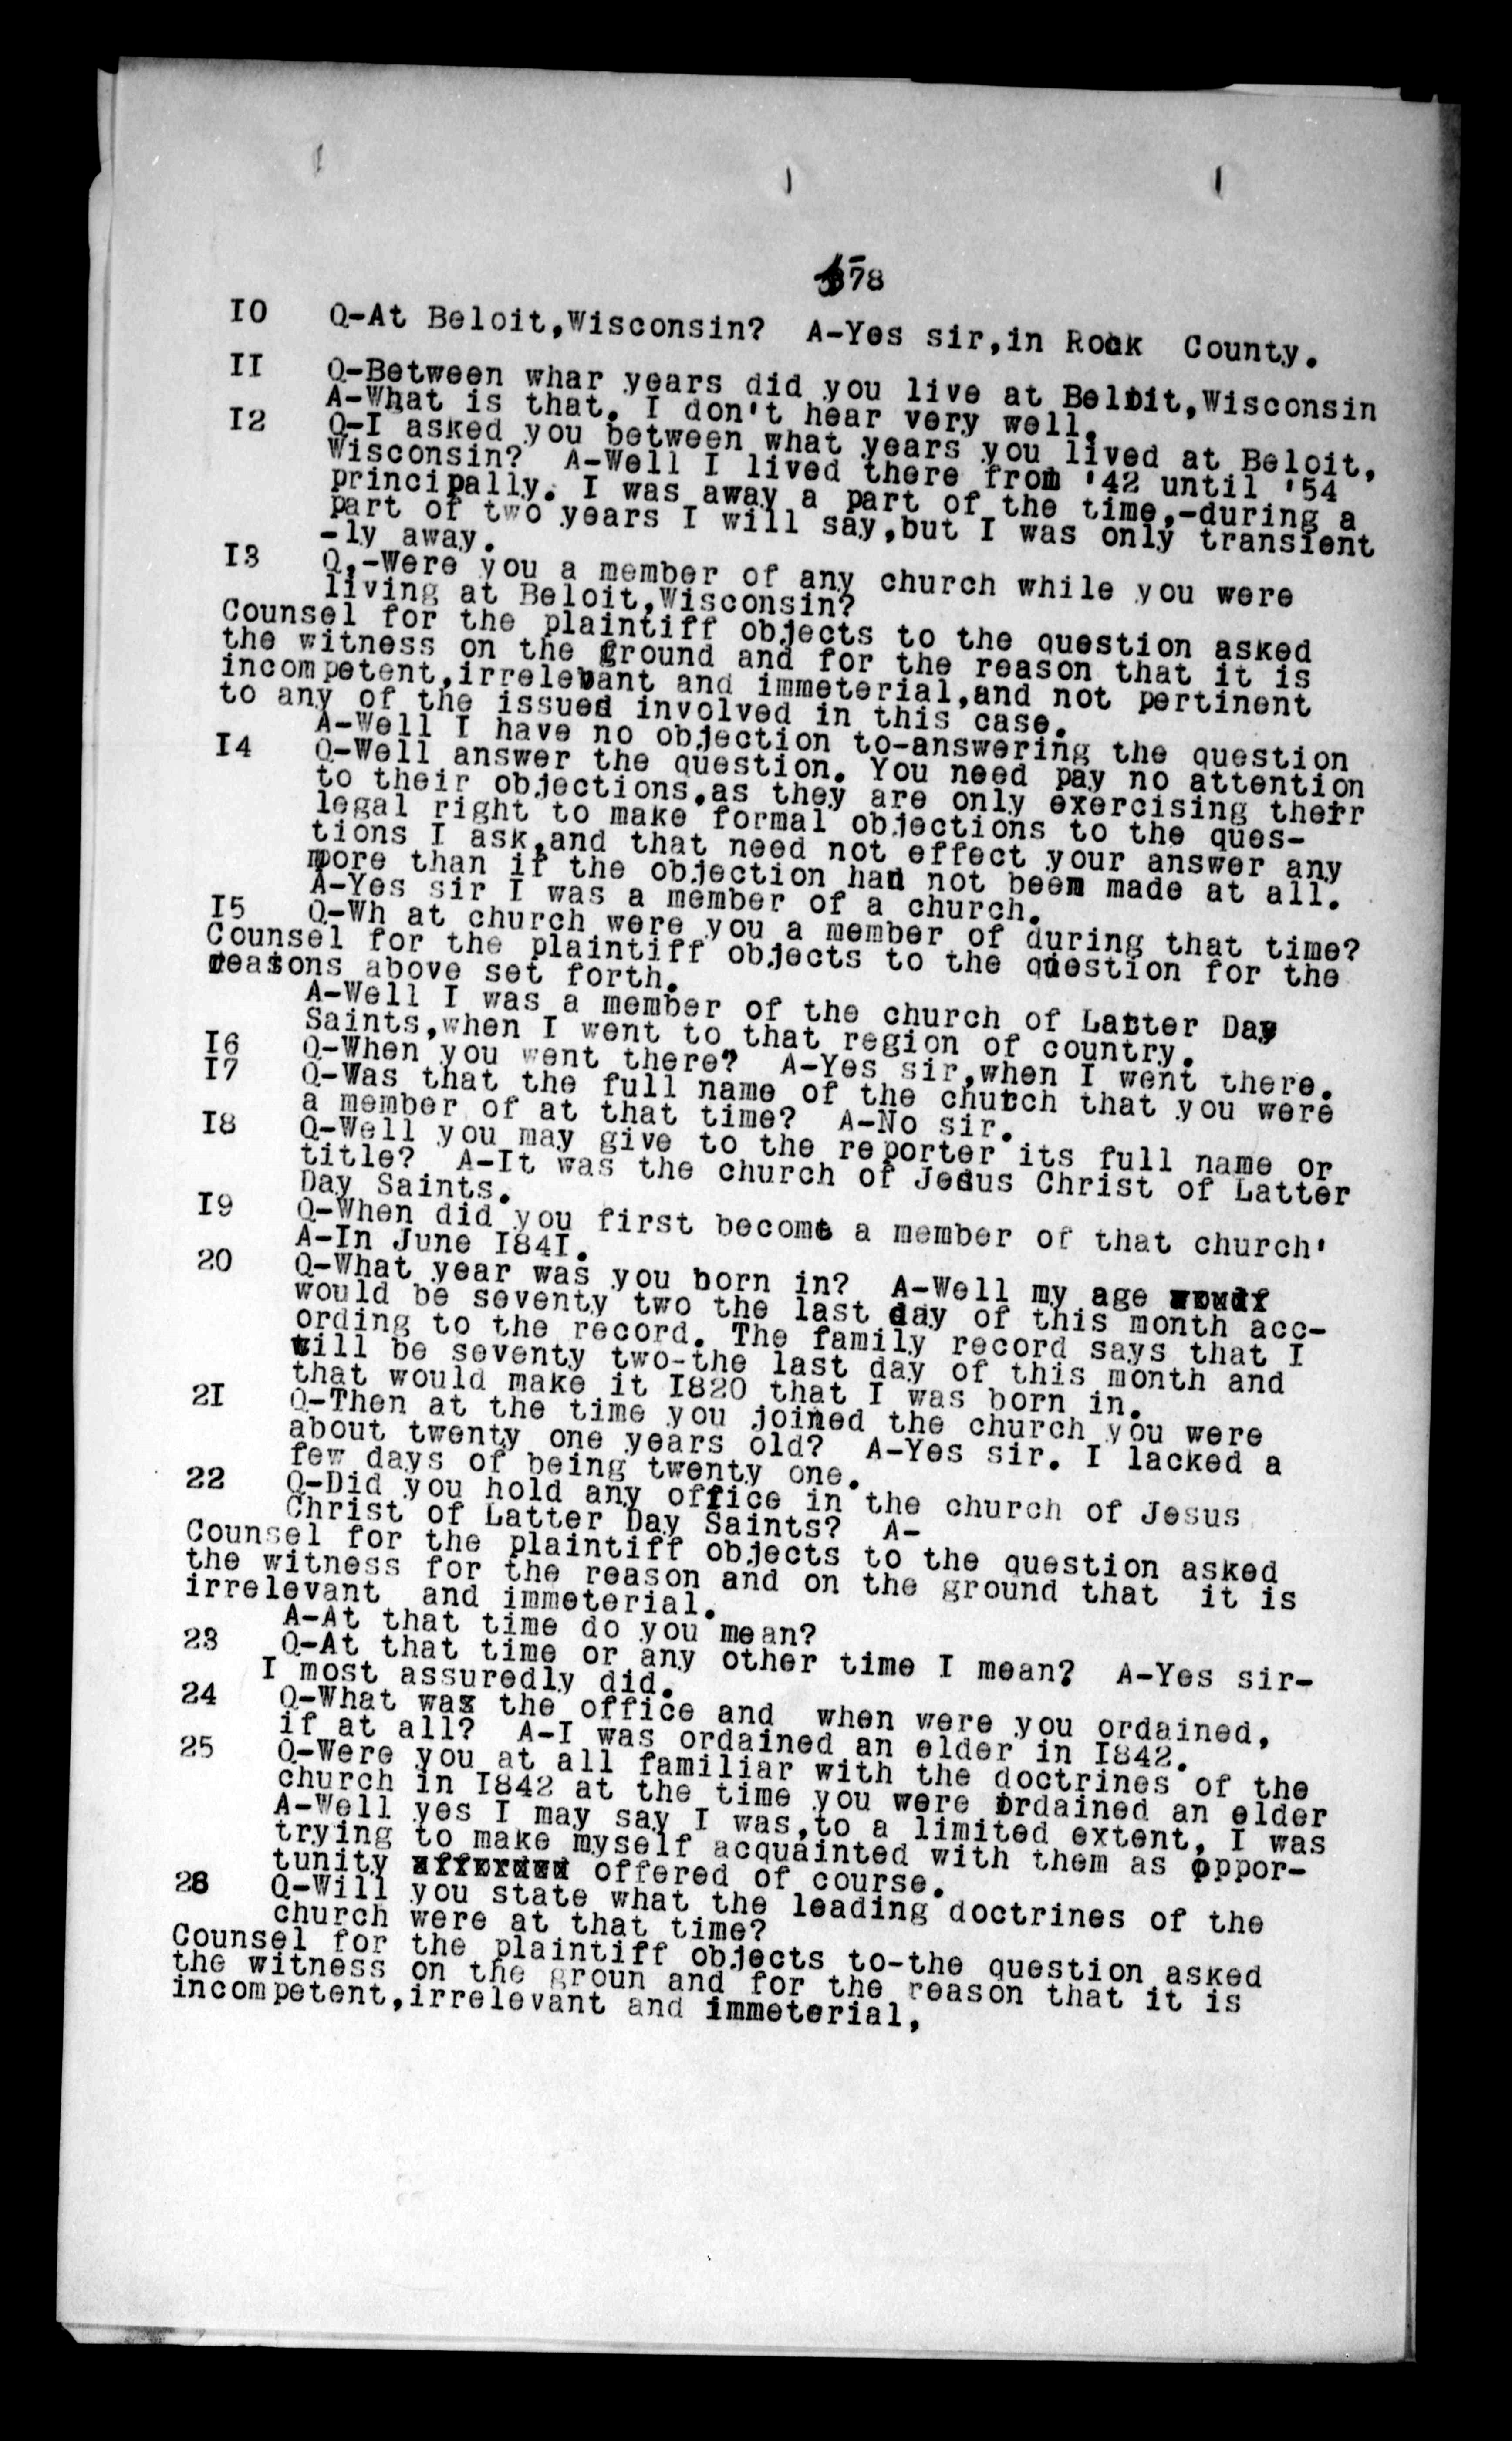 578
10 Q-At Beloit,Wisconsin? A-Yes sir,in Rock County.
11 Q-Between whar years did you live at Beloit,Wisconsin
A-What is that. I don't hear very well.
12 Q-I asked you between what years you lived at Beloit,
Wisconsin? A-Well I lived there from '42 until '54
principally. I was away a part of the time,-during a
part of two years I will say,but I was only transient
-ly away.
13 Q,-Were you a member of any church while you were
living at Beloit,Wisconsin?
Counsel for the plaintiff objects to the question asked
the witness on the ground and for the reason that it is
incompetent,irrelevant and immeterial,and not pertinent
to any of the issued involved in this case.
A-Well I have no objection to-answering the question
14 Q-Well answer the question. You need pay no attention
to their objections,as they are only exercising their
legal right to make formal objections to the ques-
tions I ask,and that need not effect your answer any
more than if the objection had not been made at all.
A-Yes sir I was a member of a church.
15 Q-Wh at church were you a member of during that time?
Counsel for the plaintiff objects to the question for the
reasons above set forth.
A-Well I was a member of the church of Latter Day
Saints,when I went to that region of country.
16 Q-When you went there? A-Yes sir,when I went there.
17 Q-Was that the full name of the church that you were
a member of at that time? A-No sir.
18 Q-Well you may give to the reporter its full name or
title? A-It was the church of Jesus Christ of Latter
Day Saints.
19 Q-When did you first become a member of that church'
A-In June 1841.
20 Q-What year was you born in? A-Well my age
would be seventy two the last day of this month acc-
ording to the record. The family record says that I
will be seventy two-the last day of this month and
that would make it 1820 that I was born in.
21 Q-Then at the time you joined the church you were
about twenty one years old? A-Yes sir. I lacked a
few days of being twenty one.
22 Q-Did you hold any office in the church of Jesus
Christ of Latter Day Saints? A-
Counsel for the plaintiff objects to the question asked
the witness for the reason and on the ground that it is
irrelevant and immeterial.
A-At that time do you mean?
23 Q-At that time or any other time I mean? A-Yes sir-
I most assuredly did.
24 Q-What was the office and when were you ordained,
if at all? A-I was ordained an elder in 1842.
25 Q-Were you at all familiar with the doctrines of the
church in 1842 at the time you were ordained an elder
A-Well yes I may say I was,to a limited extent, I was
trying to make myself acquainted with them as oppor-
tunity afforded offered of course.
26 Q-Will you state what the leading doctrines of the
church were at that time?
Counsel for the plaintiff objects to-the question asked
the witness on the groun and for the reason that it is
incompetent,irrelevant and immeterial,